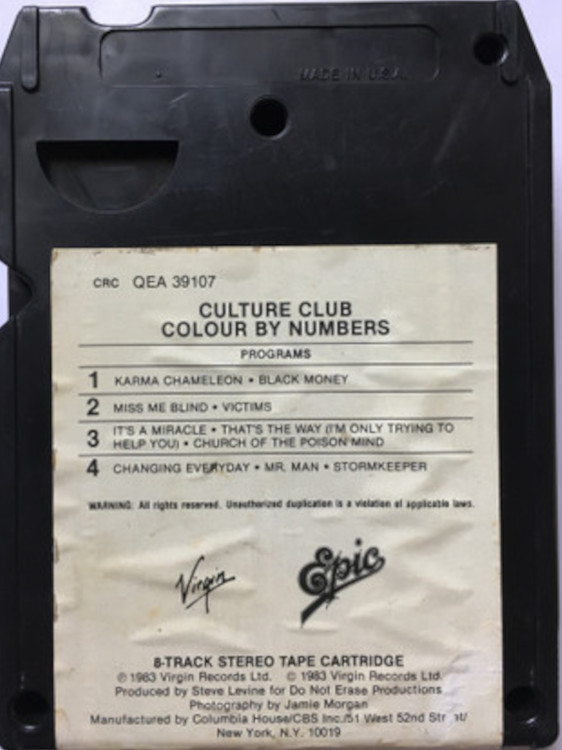 MADE IN U.S.A.
CRC QEA 39107
CULTURE CLUB
COLOUR BY NUMBERS
PROGRAMS
1 KARMA CHAMELEON • BLACK MONEY
2 MISS ME BLIND • VICTIMS
3 IT'S A MIRACLE • THAT'S THE WAY (I'M ONLY TRYING TO
HELP YOU) • CHURCH OF THE POISON MIND
4 CHANGING EVERYDAY • MR. MAN • STORMKEEPER
WARNING: All rights reserved. Unauthorized duplication is a violation of applicable laws.
Virgin
Epic
8-TRACK STEREO TAPE CARTRIDGE
℗ 1983 Virgin Records Ltd. © 1983 Virgin Records Ltd.
Produced by Steve Levine for Do Not Erase Productions
Photography by Jamie Morgan
Manufactured by Columbia House/CBS Inc./51 West 52nd
New York, N.Y. 10019